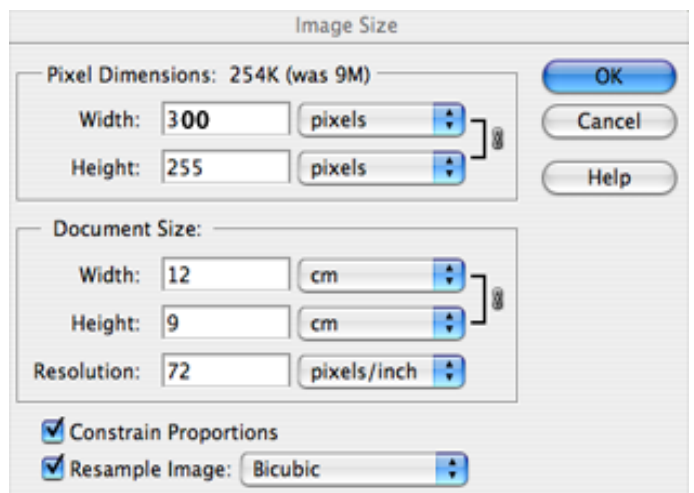 Image Size
Pixel Dimensions: 254K (was 9M)
OK
Width: 300 pixels
Cancel
Height: 255 pixels
Help
Document Size:
Width: 12 cm
Height: 9 cm
Resolution: 72 pixels/inch
Constrain Proportions
Resample Image: Bicubic